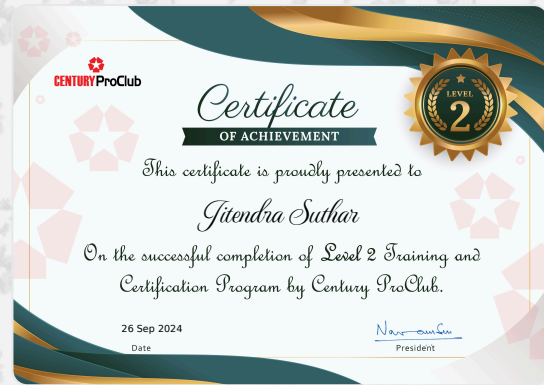 CENTURY ProClub
LEVEL
2
Certificate
OF ACHIEVEMENT
This certificate is proudly presented to
Jitendra Suthar
On the successful completion of Level 2 Training and
Certification Program by Century ProClub.
26 Sep 2024
Date
President